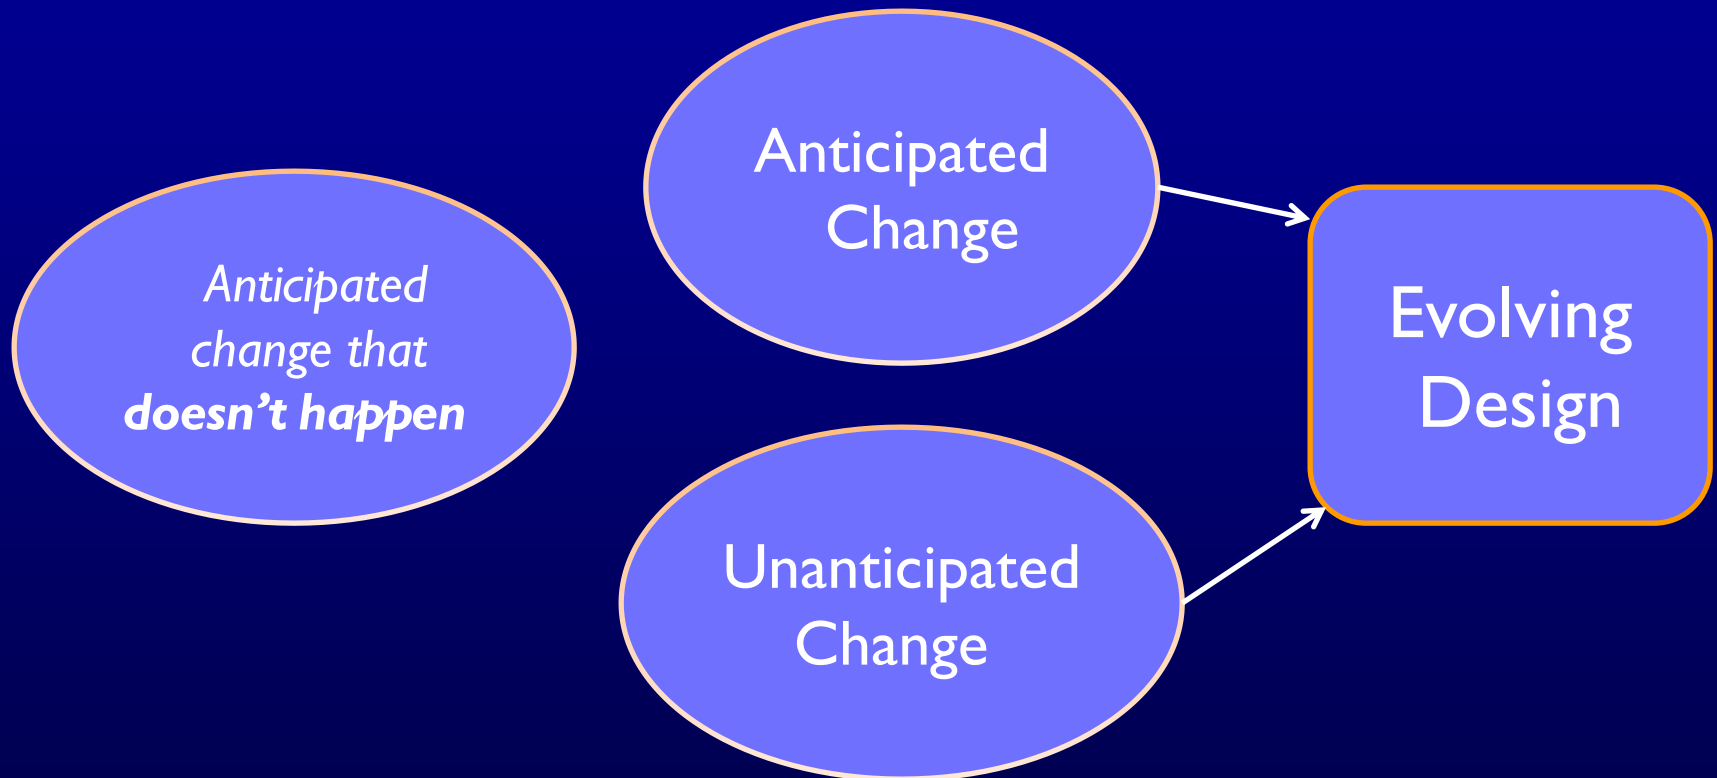 Anticipated
change that
doesn’t happen
Anticipated
Change
Unanticipated
Change
Evolving
Design